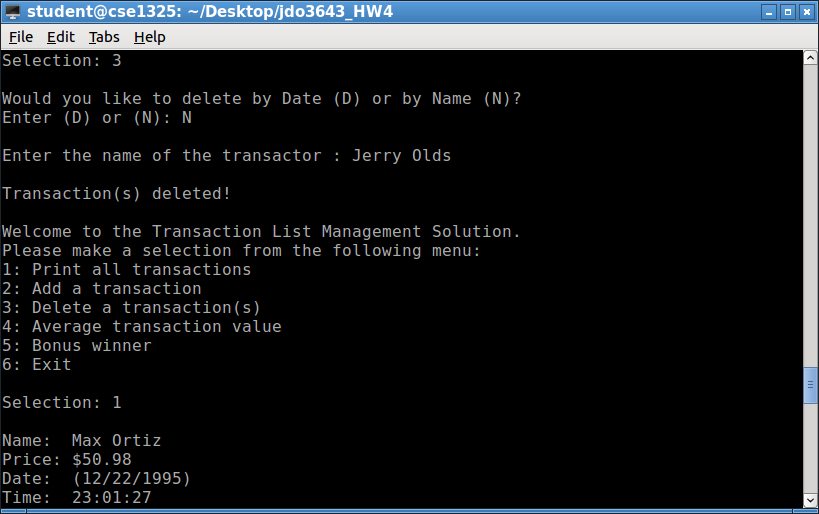 student@cse1325: ~/Desktop/jdo3643_HW4
File Edit Tabs Help
Selection: 3
Would you like to delete by Date (D) or by Name (N)?
Enter (D) or (N): N
Enter the name of the transactor : Jerry Olds
Transaction(s) deleted!
Welcome to the Transaction List Management Solution.
Please make a selection from the following menu:
1: Print all transactions
2: Add a transaction
3: Delete a transaction(s)
4: Average transaction value
5: Bonus winner
6: Exit
Selection: 1
Name:  Max Ortiz
Price: $50.98
Date:  (12/22/1995)
Time:  23:01:27